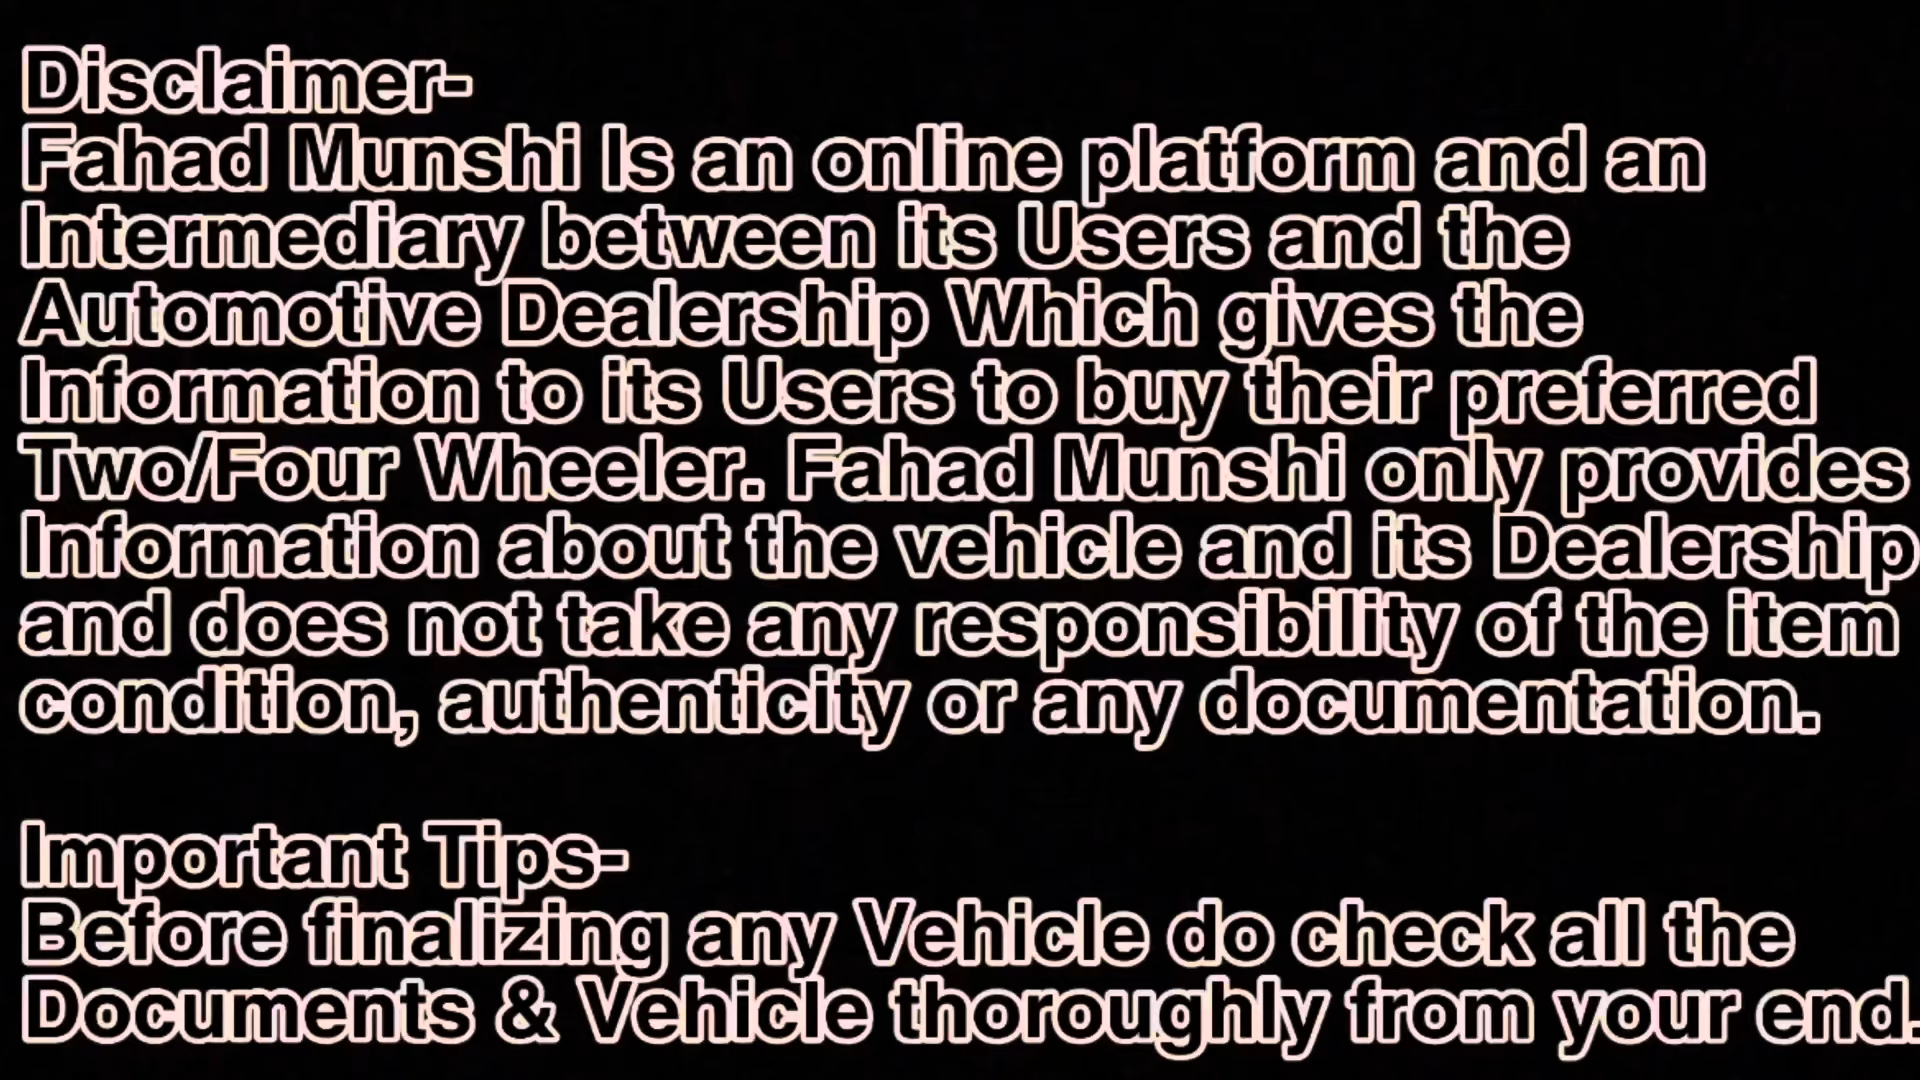 Disclaimer-
Fahad Munshi Is an online platform and an
Intermediary between its Users and the
Automotive Dealership Which gives the
Information to its Users to buy their preferred
Two/Four Wheeler. Fahad Munshi only provides
Information about the vehicle and its Dealership
and does not take any responsibility of the item
condition, authenticity or any documentation.
Important Tips-
Before finalizing any Vehicle do check all the
Documents & Vehicle thoroughly from your end.